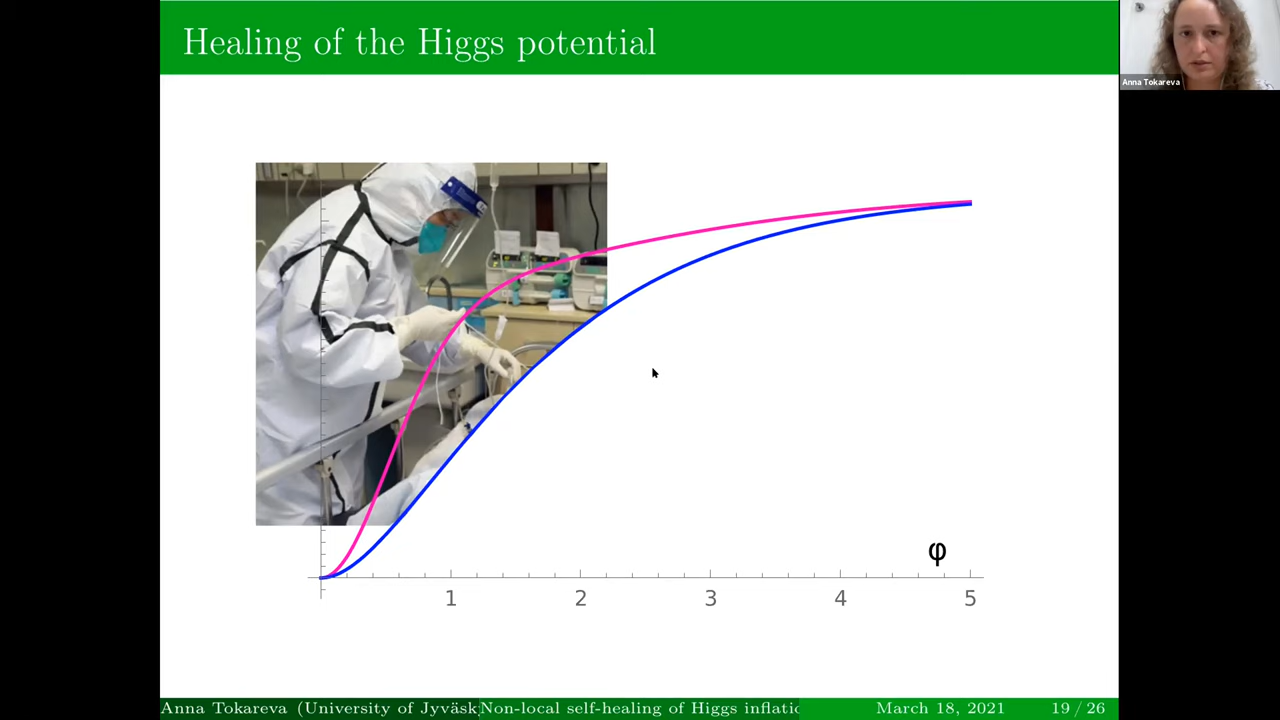 Healing of the Higgs potential
Anna Tokareva
φ
1 2 3 4 5
Anna Tokareva (University of Jyväsk
Non-local self-healing of Higgs inflatio
March 18, 2021
19 / 26